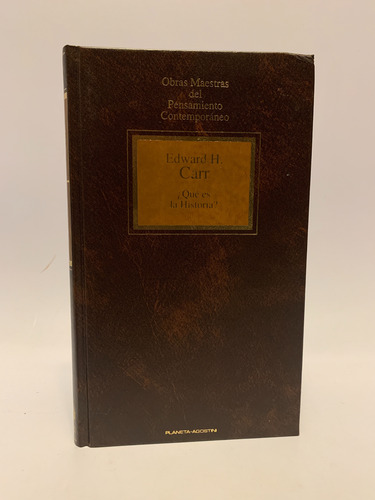 Obras Maestras
del
Pensamiento
Contemporáneo
Edward H.
Carr
¿Qué es
la Historia?
PLANETA-AGOSTINI